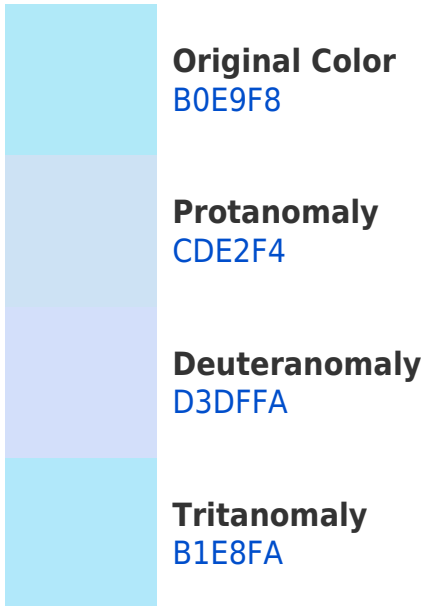 Original Color
B0E9F8
Protanomaly
CDE2F4
Deuteranomaly
D3DFFA
Tritanomaly
B1E8FA